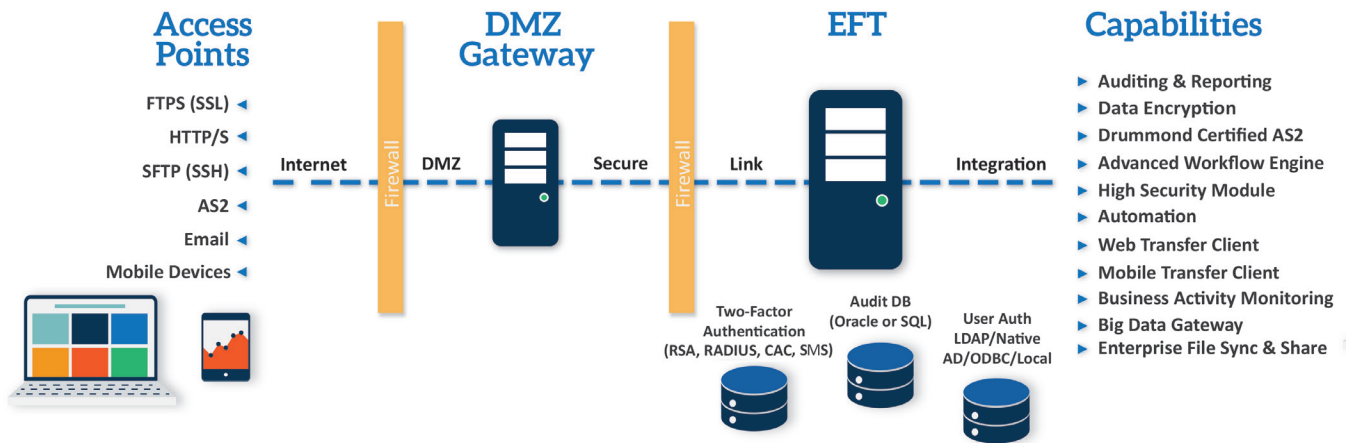 Access
Points
FTPS (SSL)
HTTP/S
SFTP (SSH)
AS2
Email
Mobile Devices
Internet
Firewall
DMZ
Gateway
DMZ
Secure
Firewall
EFT
Link
Integration
Two-Factor
Authentication
(RSA, RADIUS, CAC, SMS)
Audit DB
(Oracle or SQL)
User Auth
LDAP/Native
AD/ODBC/Local
Capabilities
Auditing & Reporting
Data Encryption
Drummond Certified AS2
Advanced Workflow Engine
High Security Module
Automation
Web Transfer Client
Mobile Transfer Client
Business Activity Monitoring
Big Data Gateway
Enterprise File Sync & Share